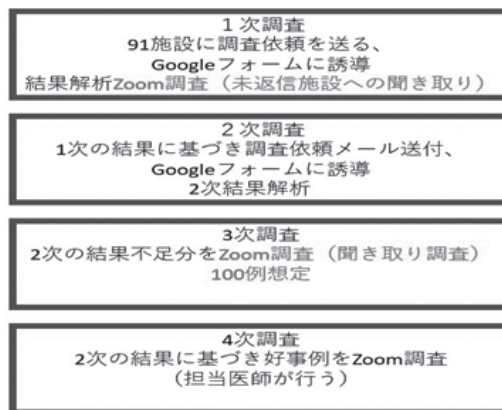 １次調査
91施設に調査依頼を送る、
Googleフォームに誘導
結果解析Zoom調査（未返信施設への聞き取り）
２次調査
1次の結果に基づき調査依頼メール送付、
Googleフォームに誘導
2次結果解析
3次調査
2次の結果不足分をZoom調査（聞き取り調査）
100例想定
4次調査
2次の結果に基づき好事例をZoom調査
（担当医師が行う）